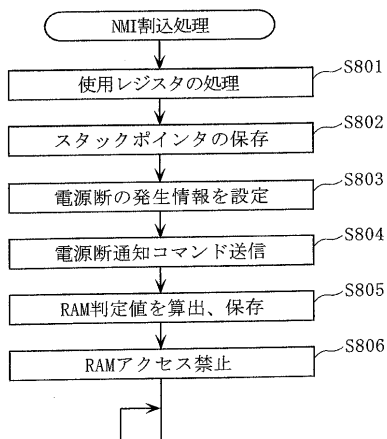 NMI割込処理
S801
使用レジスタの処理
S802
スタックポインタの保存
S803
電源断の発生情報を設定
S804
電源断通知コマンド送信
S805
RAM判定値を算出、保存
S806
RAMアクセス禁止